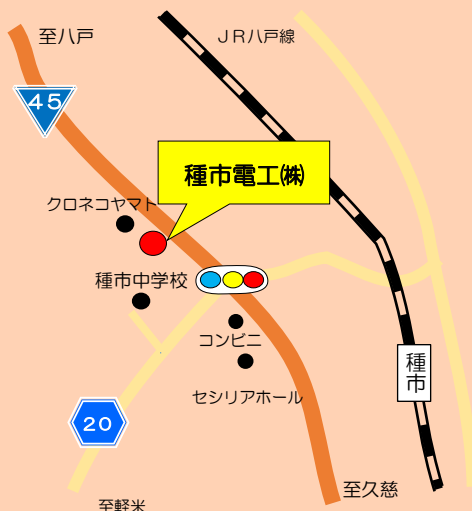 至八戸
JR八戸線
45
種市電工㈱
クロネコヤマト
種市中学校
コンビニ
種市
セシリアホール
20
至久慈
至軽米